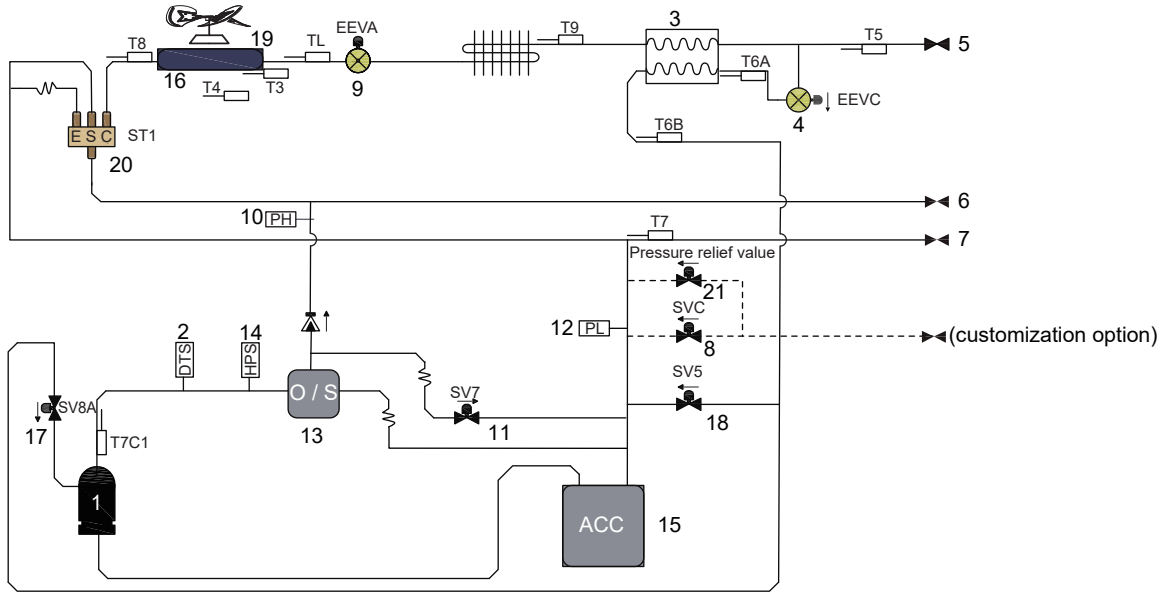 EEVA
T8
19
TL
T9
3
T5
5
16
T3
9
T6A
T4
EEVC
4
E S C
ST1
20
T6B
6
10
PH
T7
7
Pressure relief value
21
SVC
12
PL
8
(customization option)
2
14
DTS
HPS
SV5
O / S
SV7
SV8A
18
17
13
11
T7C1
1
ACC
15